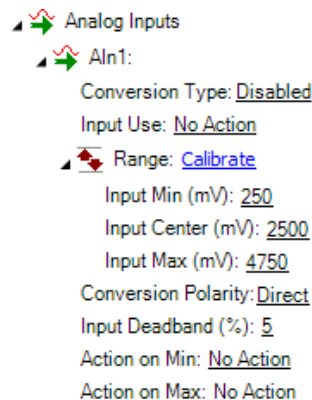 Analog Inputs
AIn1:
Conversion Type: Disabled
Input Use: No Action
Range: Calibrate
Input Min (mV): 250
Input Center (mV): 2500
Input Max (mV): 4750
Conversion Polarity: Direct
Input Deadband (%): 5
Action on Min: No Action
Action on Max: No Action